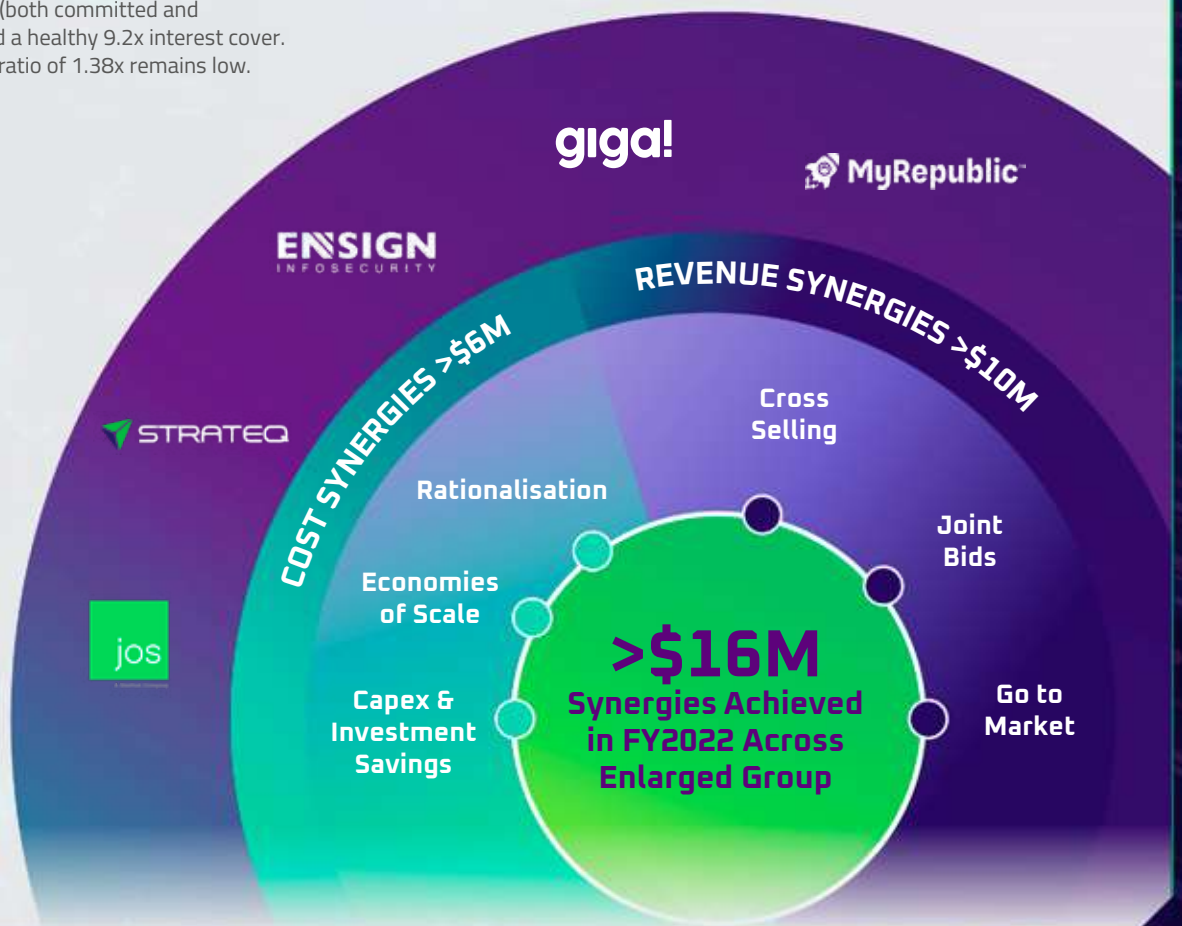 (both committed and
d a healthy 9.2x interest cover.
ratio of 1.38x remains low.
giga!
MyRepublic
ENSIGN
INFOSECURITY
REVENUE SYNERGIES >$10M
COST SYNERGIES >$6M
STRATEQ
Cross
Selling
Rationalisation
Joint
Bids
Economies
of Scale
jos
>$16M
Synergies Achieved
in FY2022 Across
Enlarged Group
Capex &
Investment
Savings
Go to
Market